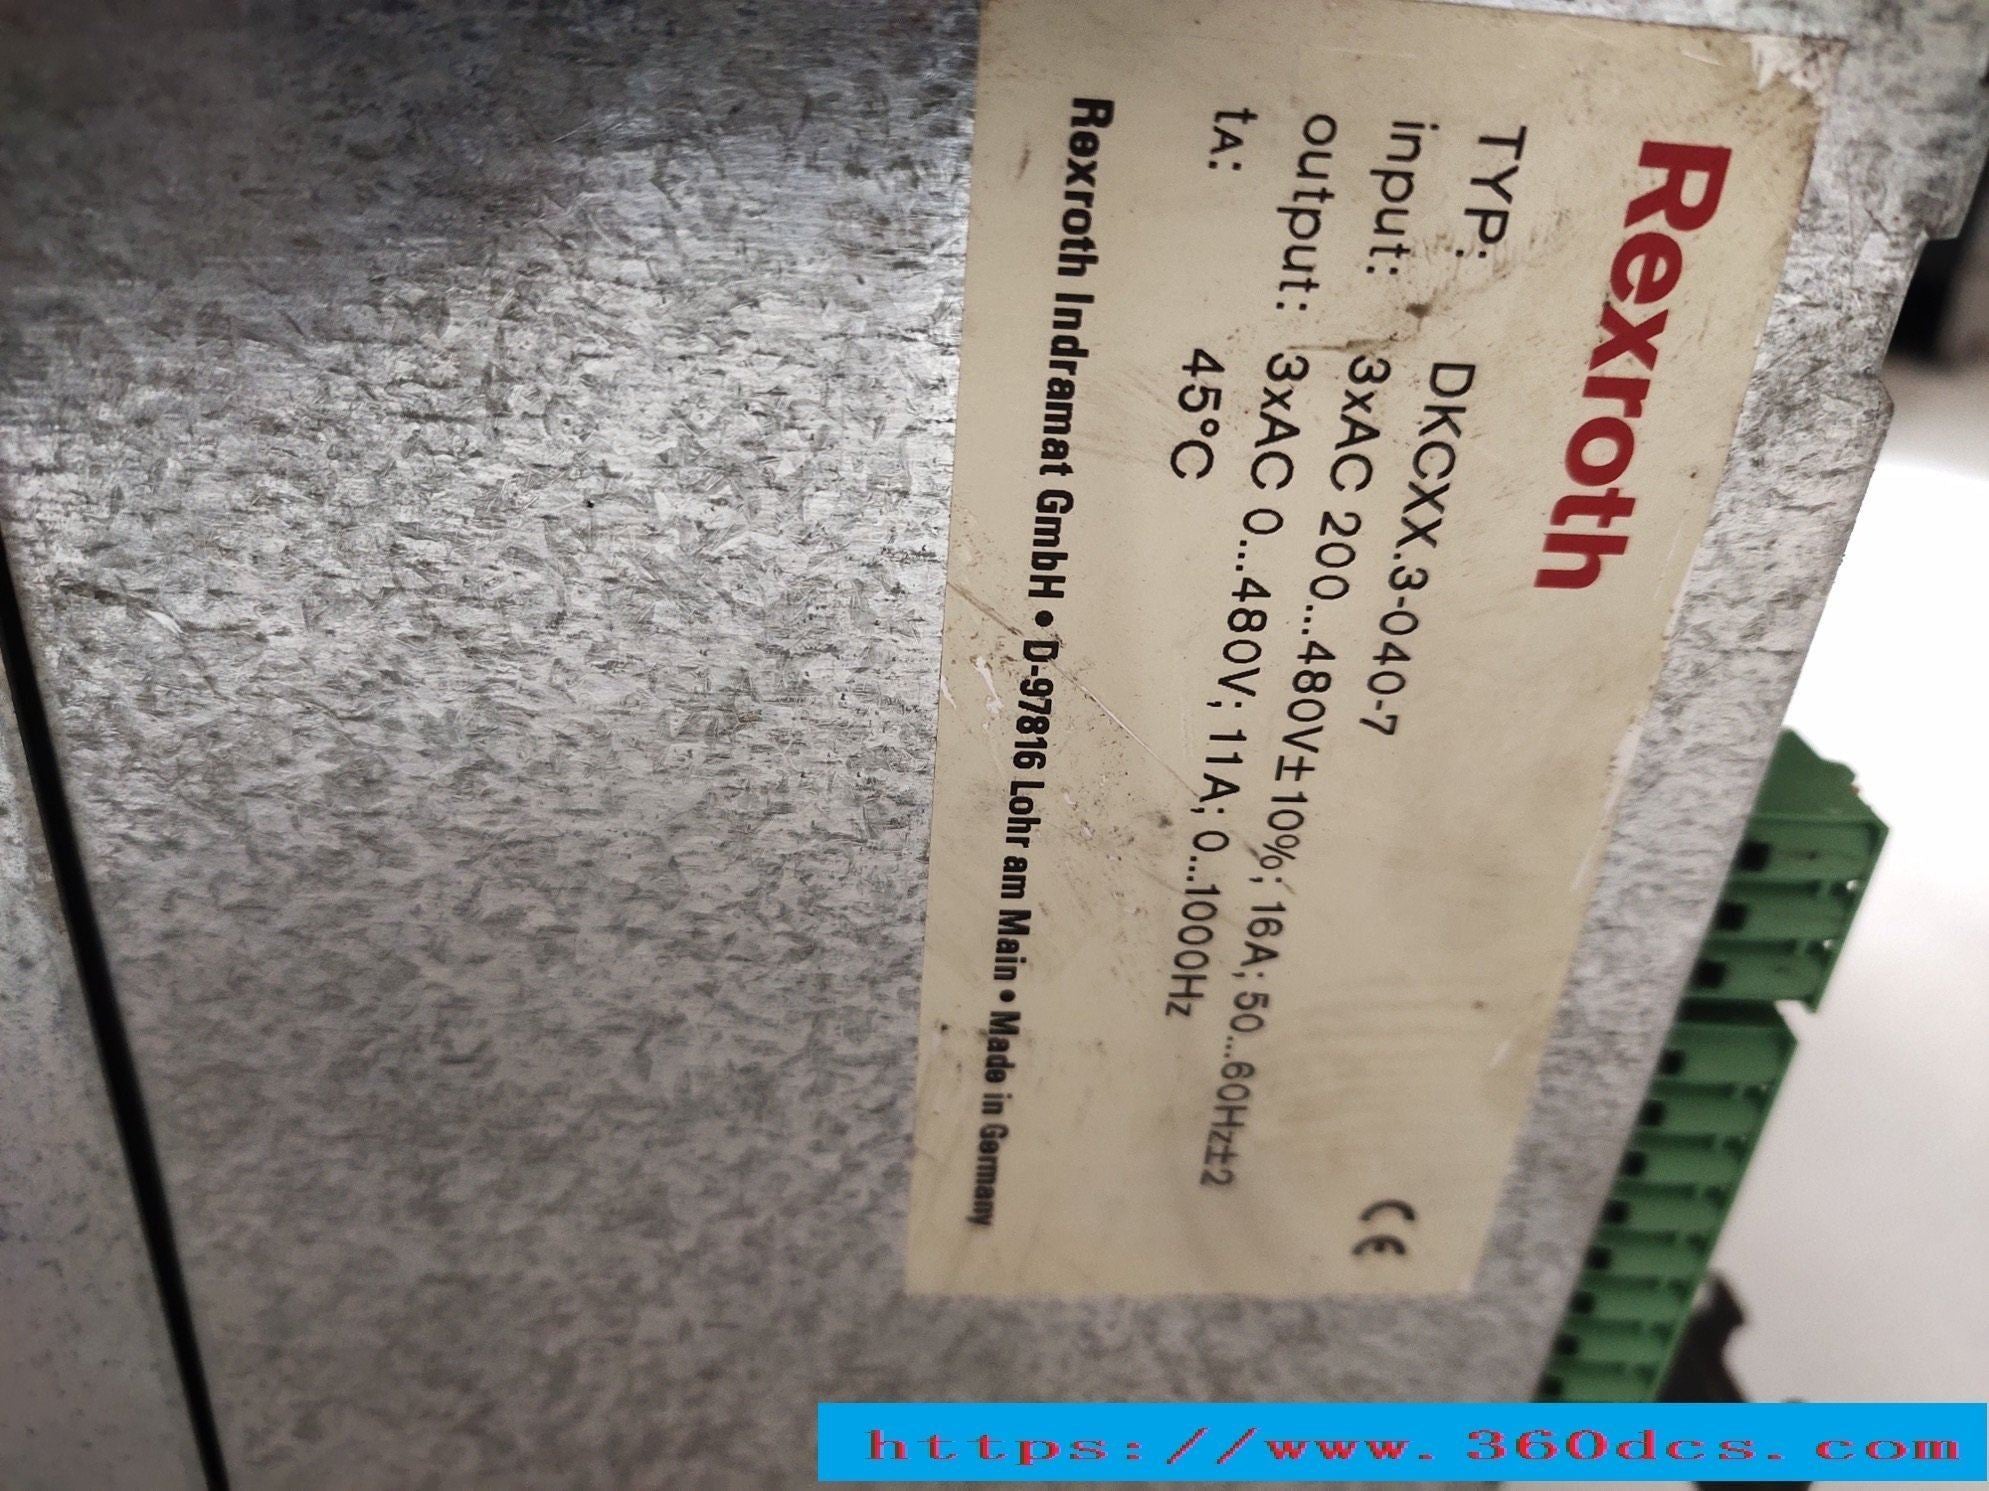 Rexroth
TYP: DKCXX.3-040-7
input: 3xAC 200...480V±10%; 16A; 50...60Hz±2
output: 3xAC 0...480V; 11A; 0...1000Hz
tA: 45°C
CE
Rexroth Indramat GmbH • D-97816 Lohr am Main • Made in Germany
https://www.360dcs.com